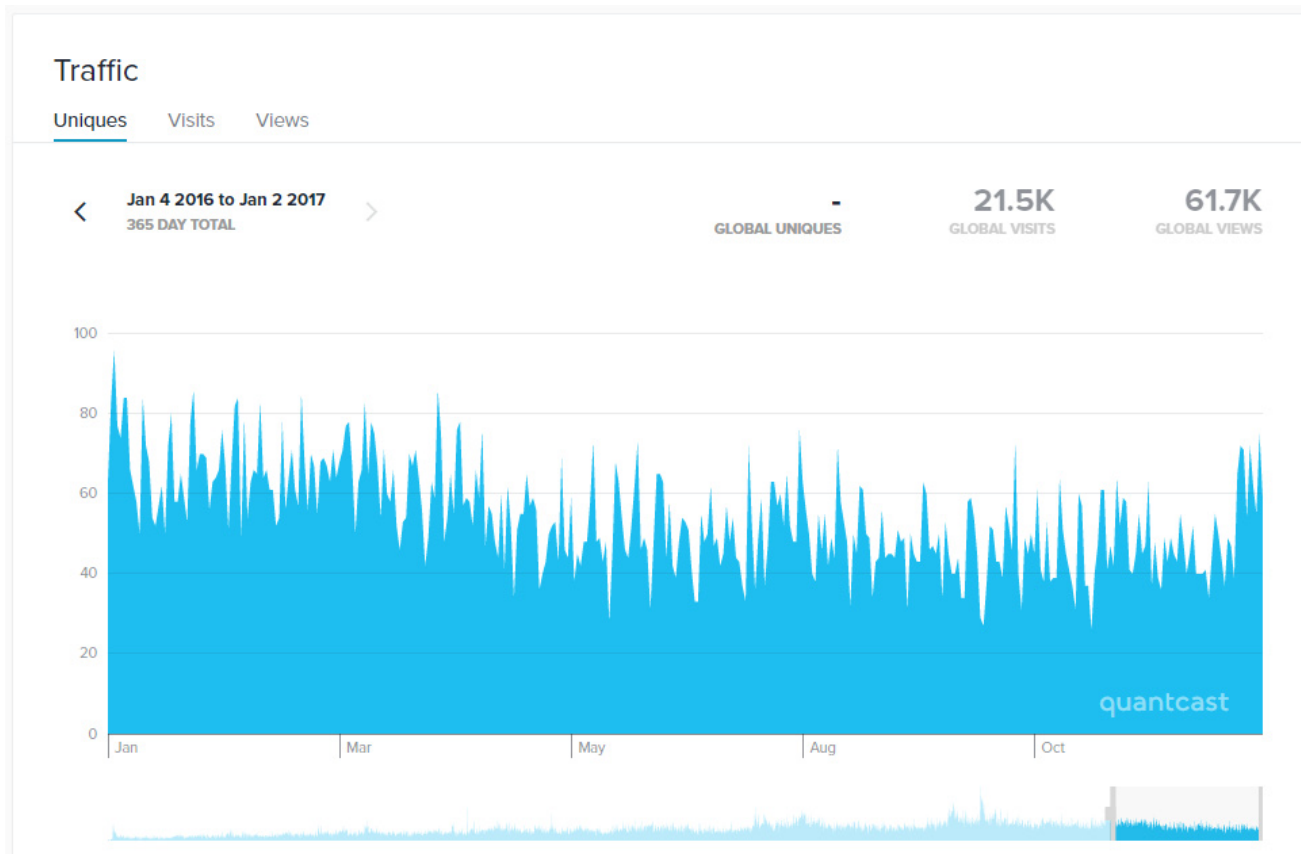 Traffic
Uniques Visits Views
Jan 4 2016 to Jan 2 2017
365 DAY TOTAL
-
GLOBAL UNIQUES
21.5K
GLOBAL VISITS
61.7K
GLOBAL VIEWS
100
80
60
40
20
0
quantcast
Jan Mar May Aug Oct